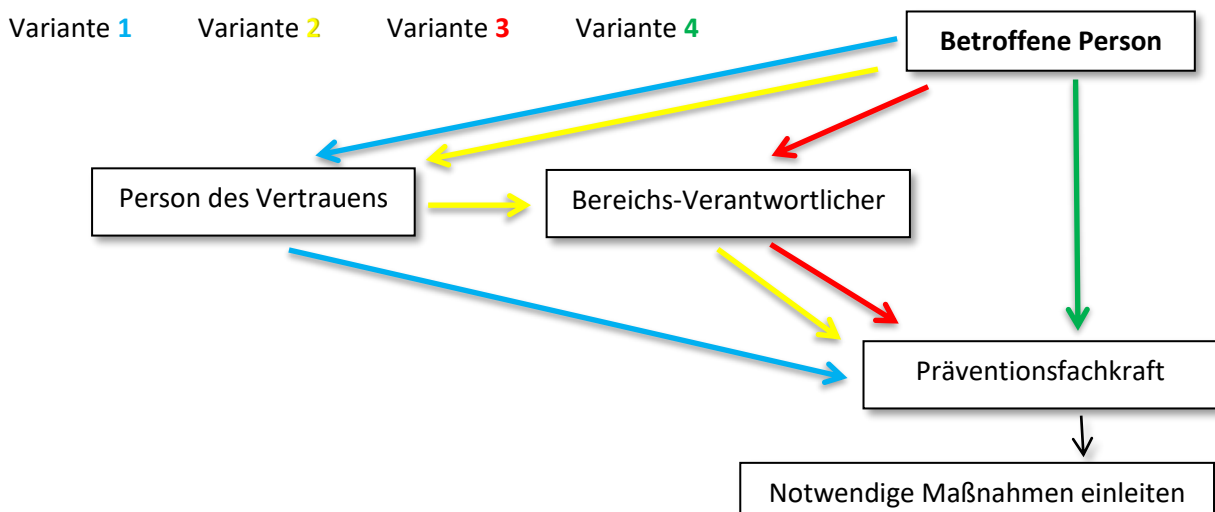 Variante 1 Variante 2 Variante 3 Variante 4
Betroffene Person
Person des Vertrauens
Bereichs-Verantwortlicher
Präventionsfachkraft
Notwendige Maßnahmen einleiten